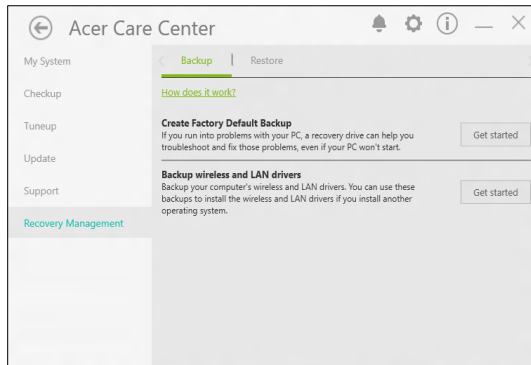 Acer Care Center
My System
Checkup
Tuneup
Update
Support
Recovery Management
Backup
Restore
How does it work?
Create Factory Default Backup
If you run into problems with your PC, a recovery drive can help you
troubleshoot and fix those problems, even if your PC won't start.
Get started
Backup wireless and LAN drivers
Backup your computer's wireless and LAN drivers. You can use these
backups to install the wireless and LAN drivers if you install another
operating system.
Get started